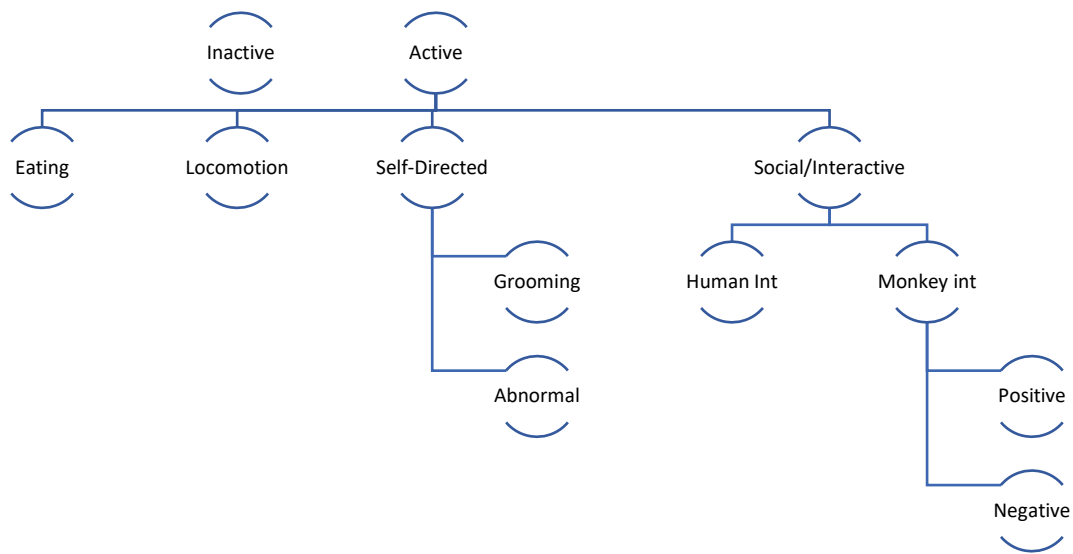 Inactive
Active
Eating
Locomotion
Self-Directed
Social/Interactive
Grooming
Human Int
Monkey int
Abnormal
Positive
Negative